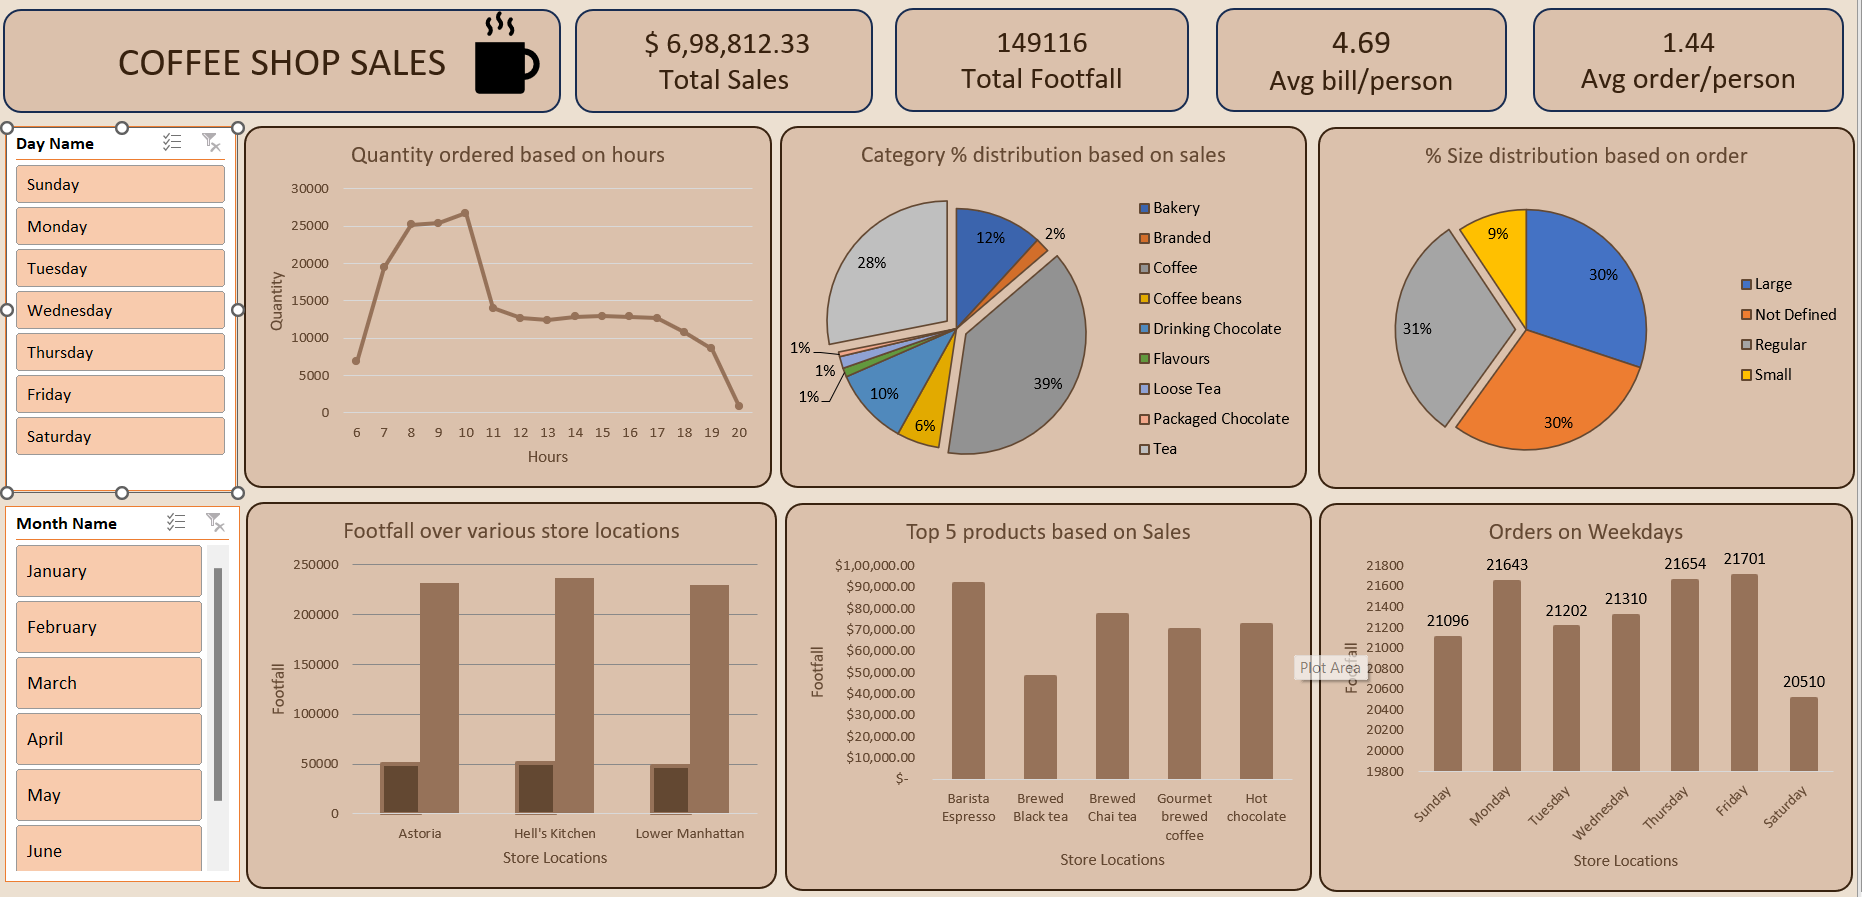 COFFEE SHOP SALES
$ 6,98,812.33
Total Sales
149116
Total Footfall
4.69
Avg bill/person
1.44
Avg order/person
Day Name
Sunday
Monday
Tuesday
Wednesday
Thursday
Friday
Saturday
Month Name
January
February
March
April
May
June
Quantity ordered based on hours
30000
25000
20000
15000
10000
5000
0
Quantity
6 7 8 9 10 11 12 13 14 15 16 17 18 19 20
Hours
Category % distribution based on sales
12%
2%
39%
6%
10%
1%
1%
1%
28%
Bakery
Branded
Coffee
Coffee beans
Drinking Chocolate
Flavours
Loose Tea
Packaged Chocolate
Tea
% Size distribution based on order
30%
30%
31%
9%
Large
Not Defined
Regular
Small
Footfall over various store locations
250000
200000
150000
100000
50000
0
Footfall
Astoria
Hell's Kitchen
Lower Manhattan
Store Locations
Top 5 products based on Sales
$1,00,000.00
$90,000.00
$80,000.00
$70,000.00
$60,000.00
$50,000.00
$40,000.00
$30,000.00
$20,000.00
$10,000.00
$-
Footfall
Barista
Espresso
Brewed
Black tea
Brewed
Chai tea
Gourmet
brewed
coffee
Hot
chocolate
Store Locations
Plot Area
Orders on Weekdays
21800
21600
21400
21200
21000
20800
20600
20400
20200
20000
19800
Footfall
21096
21643
21202
21310
21654
21701
20510
Sunday
Monday
Tuesday
Wednesday
Thursday
Friday
Saturday
Store Locations